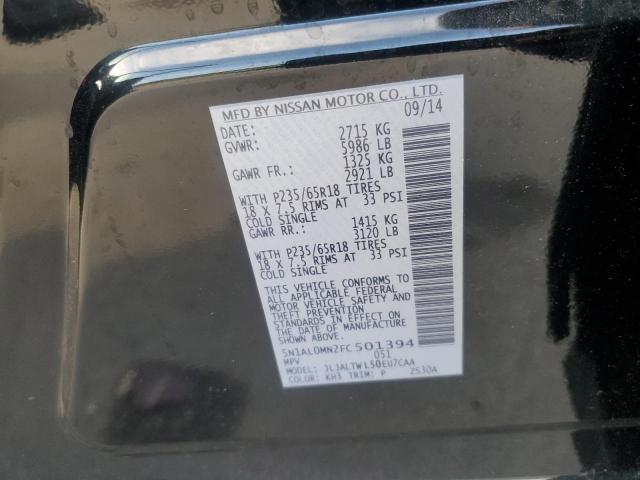 MFD BY NISSAN MOTOR CO., LTD.
DATE: 09/14
GVWR: 2715 KG
5986 LB
GAWR FR.: 1325 KG
2921 LB
WITH P235/65R18 TIRES
18 X 7.5 RIMS AT 33 PSI
COLD SINGLE
GAWR RR.: 1415 KG
3120 LB
WITH P235/65R18 TIRES
18 X 7.5 RIMS AT 33 PSI
COLD SINGLE
THIS VEHICLE CONFORMS TO
ALL APPLICABLE FEDERAL
MOTOR VEHICLE SAFETY AND
THEFT PREVENTION
STANDARDS IN EFFECT ON
THE DATE OF MANUFACTURE
SHOWN ABOVE.
5N1AL0MN2FC501394
MPV 051
MODEL: JLJALTWL50EU7CAA
COLOR: KH3 TRIM: P 2S30A